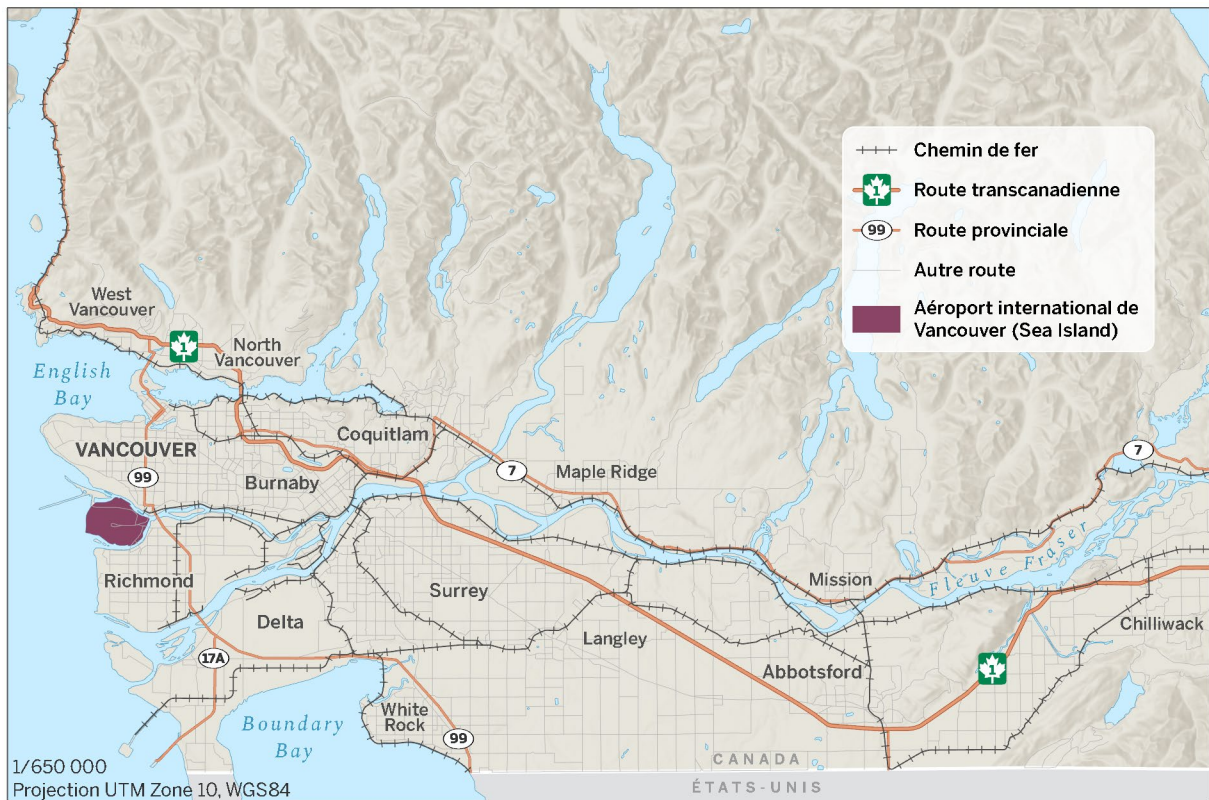 Chemin de fer
1
Route transcanadienne
99
Route provinciale
Autre route
Aéroport international de
Vancouver (Sea Island)
West
Vancouver
1
North
Vancouver
English
Bay
VANCOUVER
Coquitlam
99
Burnaby
7
Maple Ridge
7
Richmond
Surrey
Mission
Fleuve Fraser
Delta
Langley
Chilliwack
17A
Abbotsford
1
White
Rock
Boundary
Bay
99
CANADA
ÉTATS-UNIS
1/650 000
Projection UTM Zone 10, WGS84